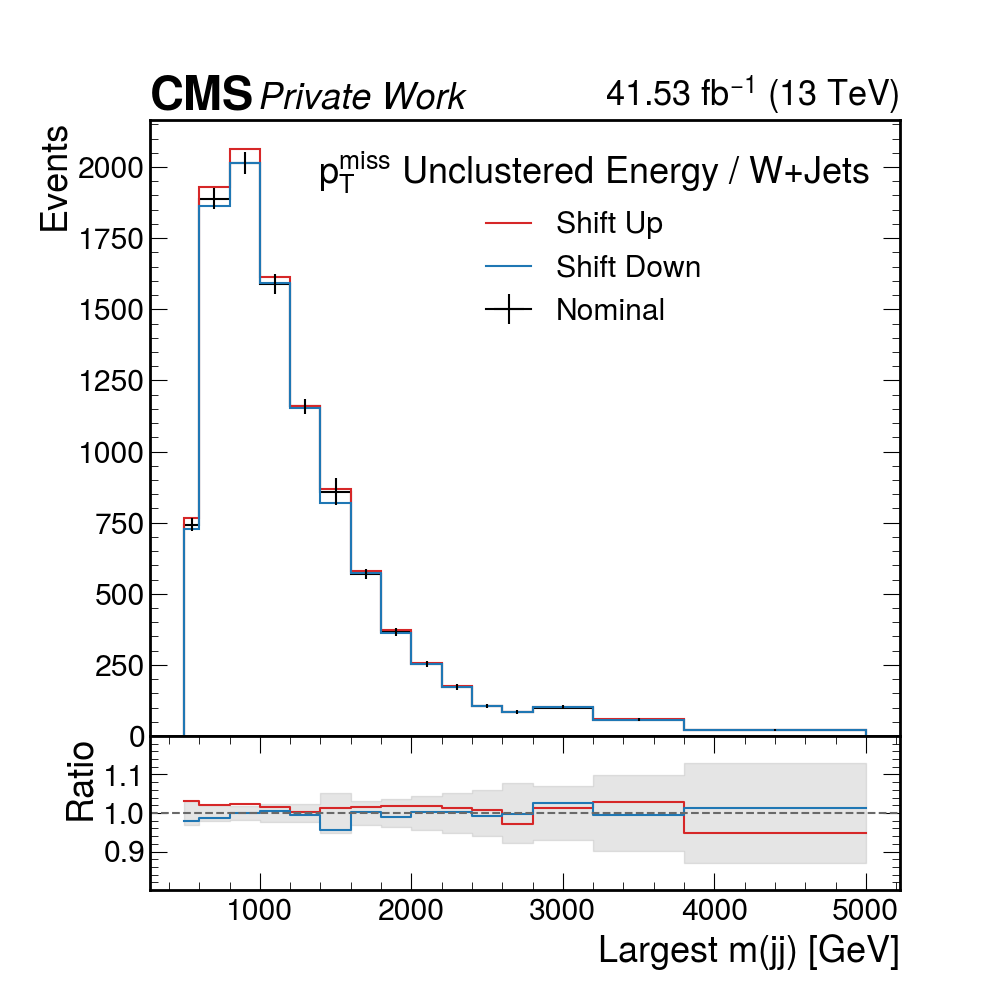 CMS Private Work 41.53 fb⁻¹ (13 TeV)
Events
2000
1750
1500
1250
1000
750
500
250
0
p_T^miss Unclustered Energy / W+Jets
Shift Up
Shift Down
Nominal
Ratio
1.1
1.0
0.9
1000 2000 3000 4000 5000
Largest m(jj) [GeV]